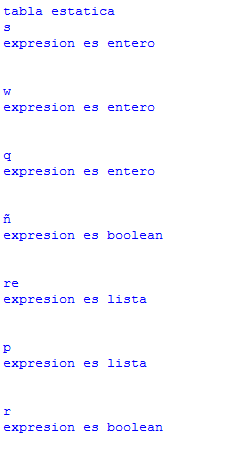 tabla estatica
s
expresion es entero
w
expresion es entero
q
expresion es entero
ñ
expresion es boolean
re
expresion es lista
p
expresion es lista
r
expresion es boolean